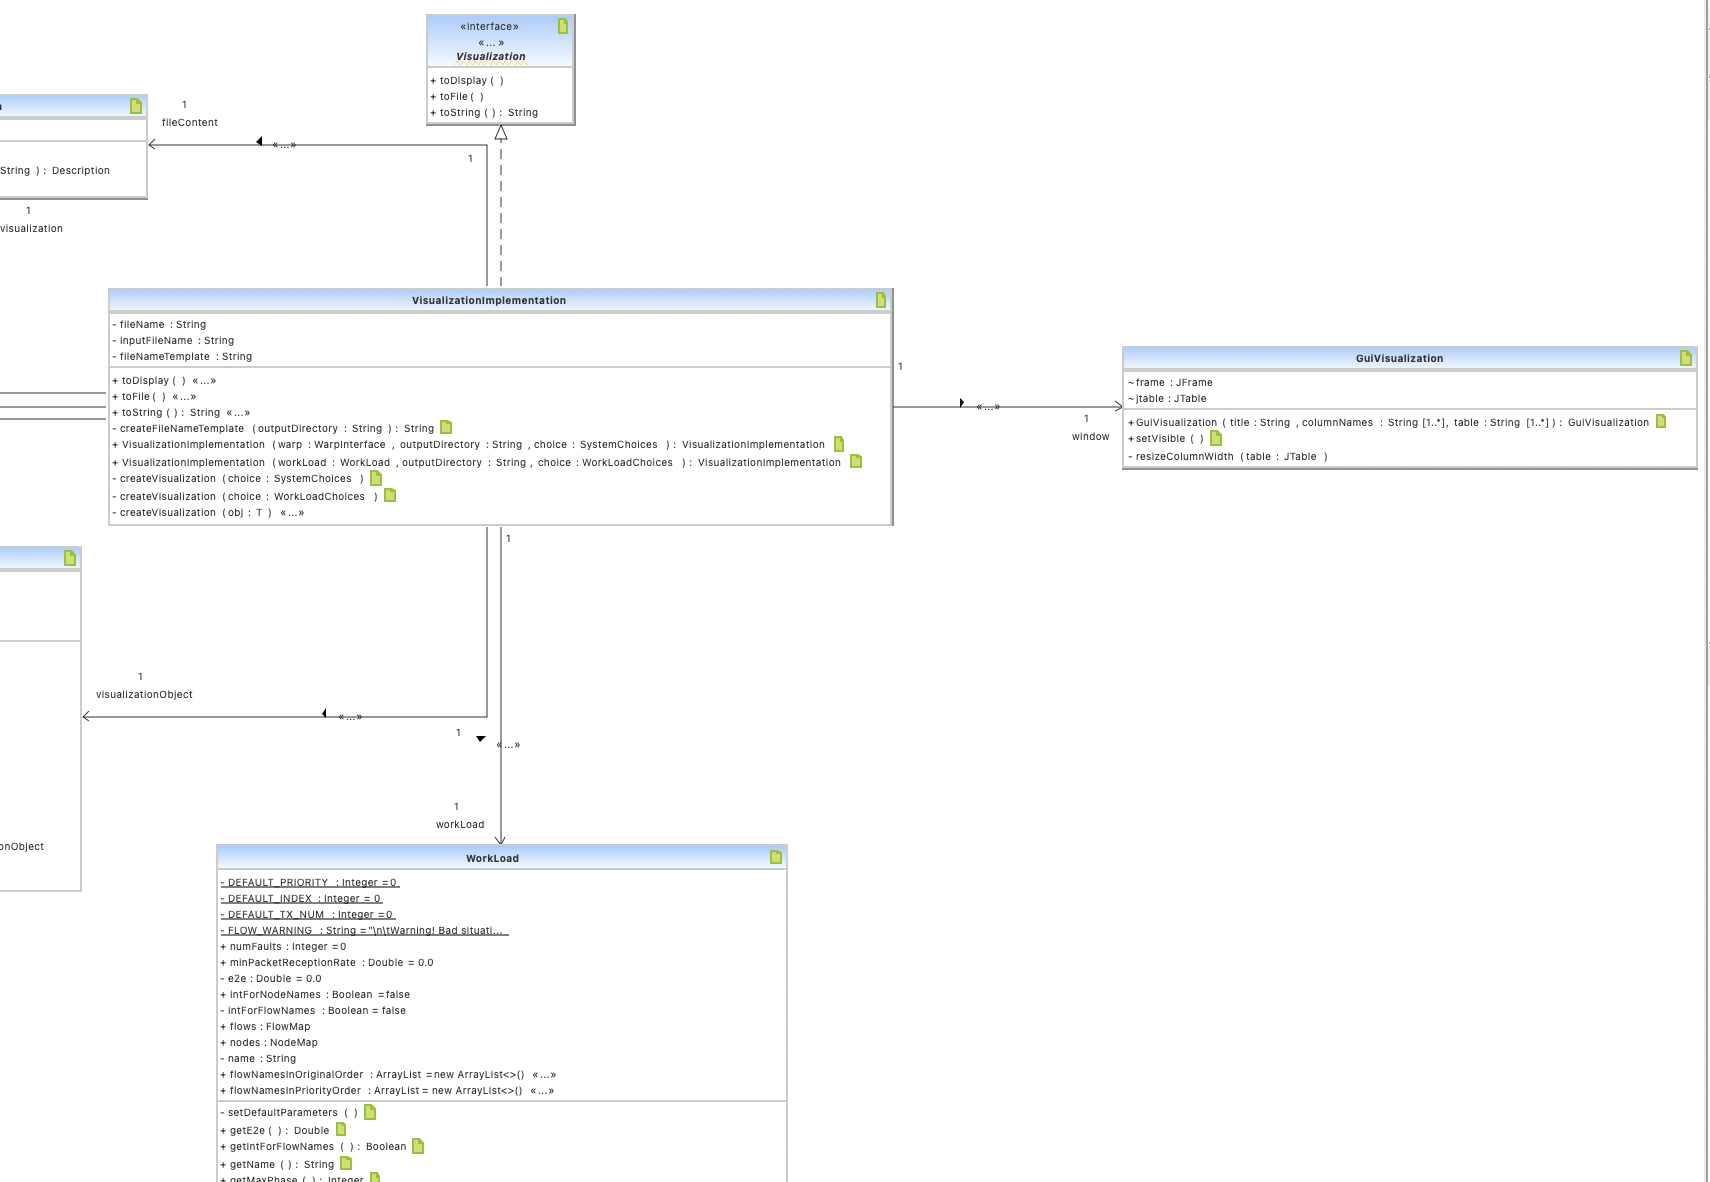 «interface»
«...»
Visualization
+ toDisplay ( )
+ toFile ( )
+ toString ( ) : String
1
fileContent
«...»
1
String ) : Description
1
visualization
VisualizationImplementation
- fileName : String
- inputFileName : String
- fileNameTemplate : String
+ toDisplay ( ) «...»
+ toFile ( ) «...»
+ toString ( ) : String «...»
- createFileNameTemplate ( outputDirectory : String ) : String
+ VisualizationImplementation ( warp : WarpInterface , outputDirectory : String , choice : SystemChoices ) : VisualizationImplementation
+ VisualizationImplementation ( workLoad : WorkLoad , outputDirectory : String , choice : WorkLoadChoices ) : VisualizationImplementation
- createVisualization ( choice : SystemChoices )
- createVisualization ( choice : WorkLoadChoices )
- createVisualization ( obj : T ) «...»
1
«...»
1
window
GuiVisualization
~ frame : JFrame
~ jtable : JTable
+ GuiVisualization ( title : String , columnNames : String [1..*], table : String [1..*] ) : GuiVisualization
+ setVisible ( )
- resizeColumnWidth ( table : JTable )
1
1
visualizationObject
«...»
1
«...»
1
workLoad
onObject
WorkLoad
- DEFAULT_PRIORITY : Integer = 0
- DEFAULT_INDEX : Integer = 0
- DEFAULT_TX_NUM : Integer = 0
- FLOW_WARNING : String = "\n\tWarning! Bad situati...
+ numFaults : Integer = 0
+ minPacketReceptionRate : Double = 0.0
- e2e : Double = 0.0
+ intForNodeNames : Boolean = false
- intForFlowNames : Boolean = false
+ flows : FlowMap
+ nodes : NodeMap
- name : String
+ flowNamesInOriginalOrder : ArrayList = new ArrayList<>() «...»
+ flowNamesInPriorityOrder : ArrayList = new ArrayList<>() «...»
- setDefaultParameters ( )
+ getE2e ( ) : Double
+ getIntForFlowNames ( ) : Boolean
+ getName ( ) : String
+ getMaxPhase ( ) : Integer